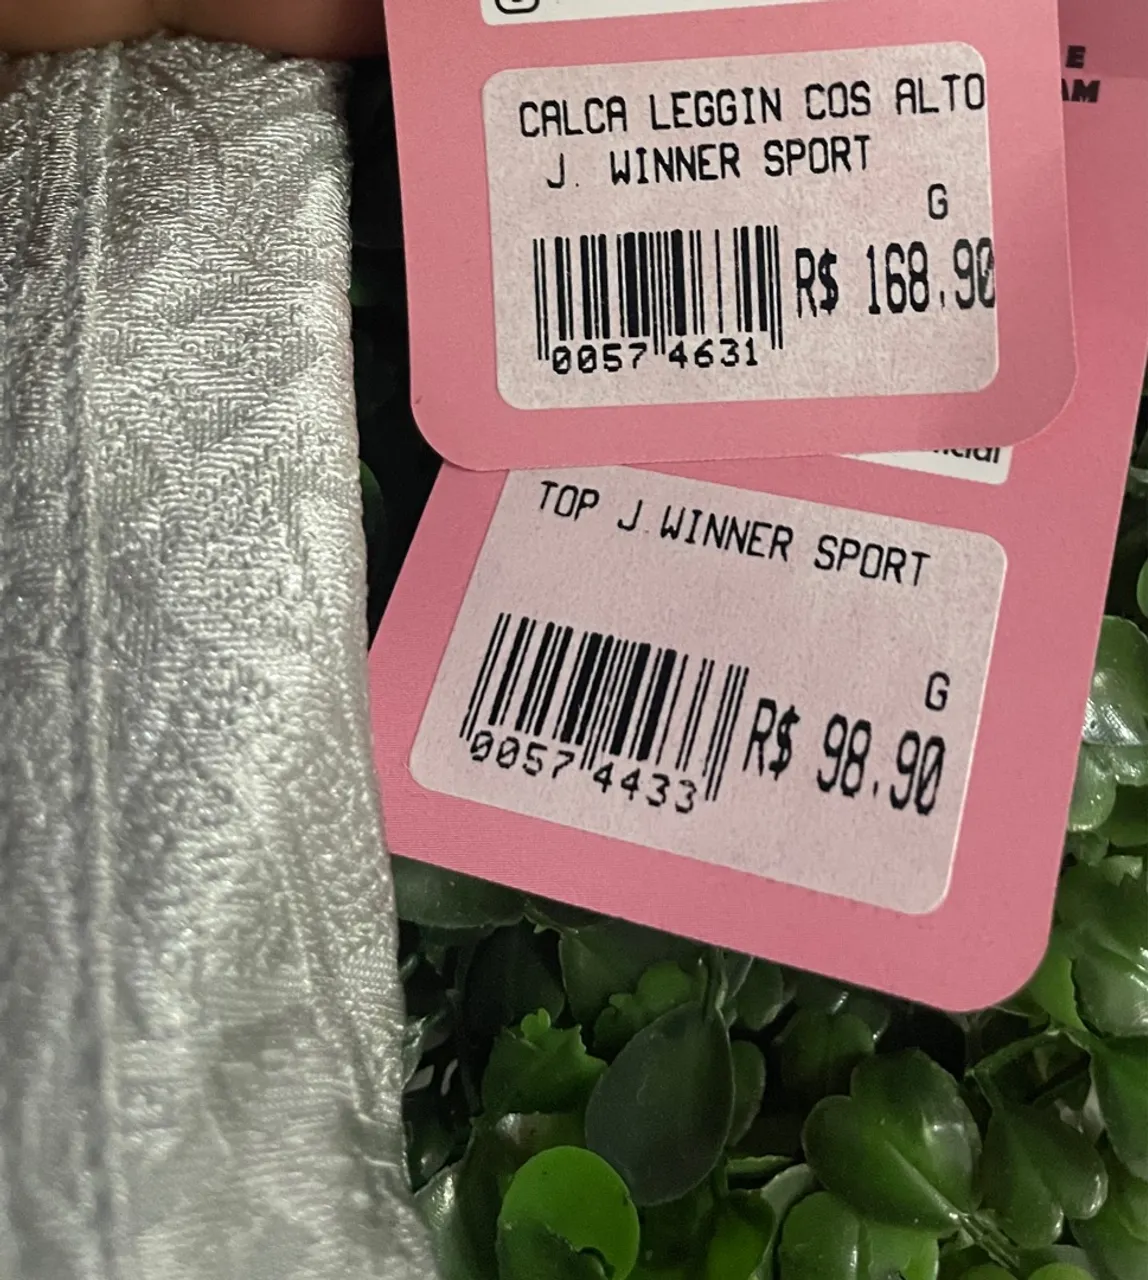 CALCA LEGGIN COS ALTO
J. WINNER SPORT
G
R$ 168.90
0057 4631
TOP J.WINNER SPORT
G
R$ 98.90
0057 4433